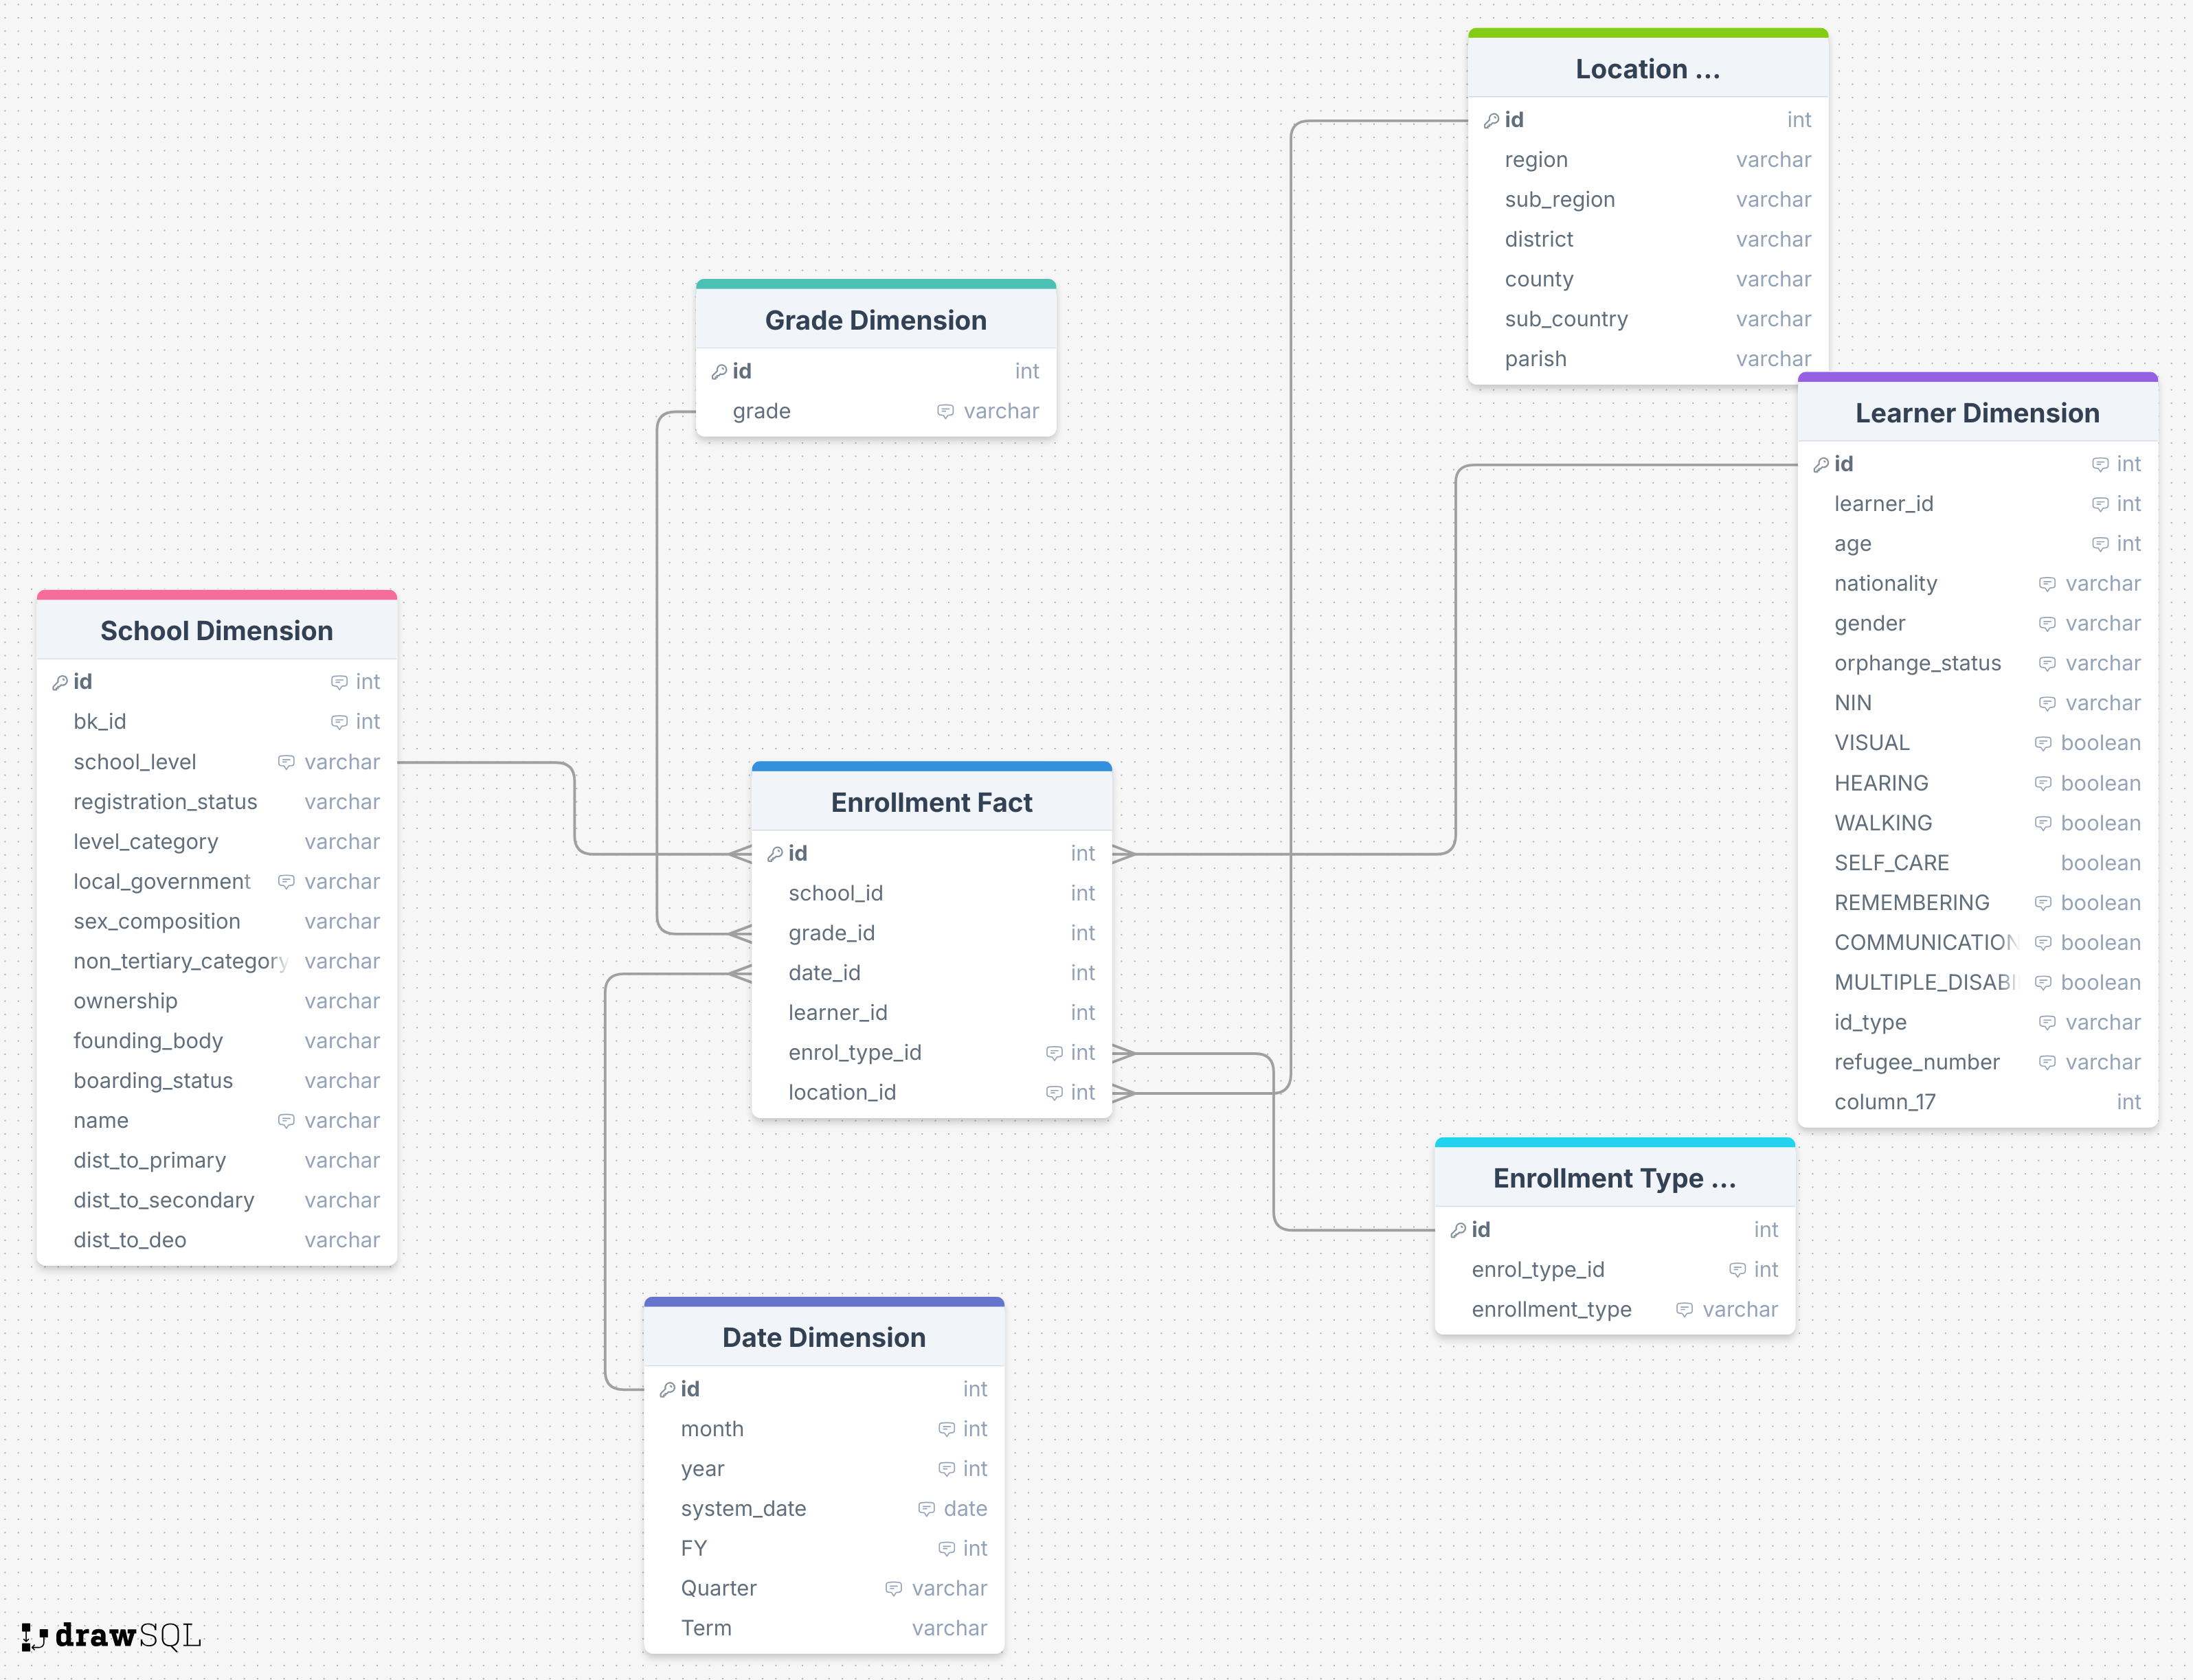 Location ...
id int
region varchar
sub_region varchar
district varchar
county varchar
sub_country varchar
parish varchar
Grade Dimension
id int
grade varchar
Learner Dimension
id int
learner_id int
age int
nationality varchar
gender varchar
orphange_status varchar
NIN varchar
VISUAL boolean
HEARING boolean
WALKING boolean
SELF_CARE boolean
REMEMBERING boolean
COMMUNICATION boolean
MULTIPLE_DISAB boolean
id_type varchar
refugee_number varchar
column_17 int
School Dimension
id int
bk_id int
school_level varchar
registration_status varchar
level_category varchar
local_government varchar
sex_composition varchar
non_tertiary_category varchar
ownership varchar
founding_body varchar
boarding_status varchar
name varchar
dist_to_primary varchar
dist_to_secondary varchar
dist_to_deo varchar
Enrollment Fact
id int
school_id int
grade_id int
date_id int
learner_id int
enrol_type_id int
location_id int
Enrollment Type ...
id int
enrol_type_id int
enrollment_type varchar
Date Dimension
id int
month int
year int
system_date date
FY int
Quarter varchar
Term varchar
drawSQL